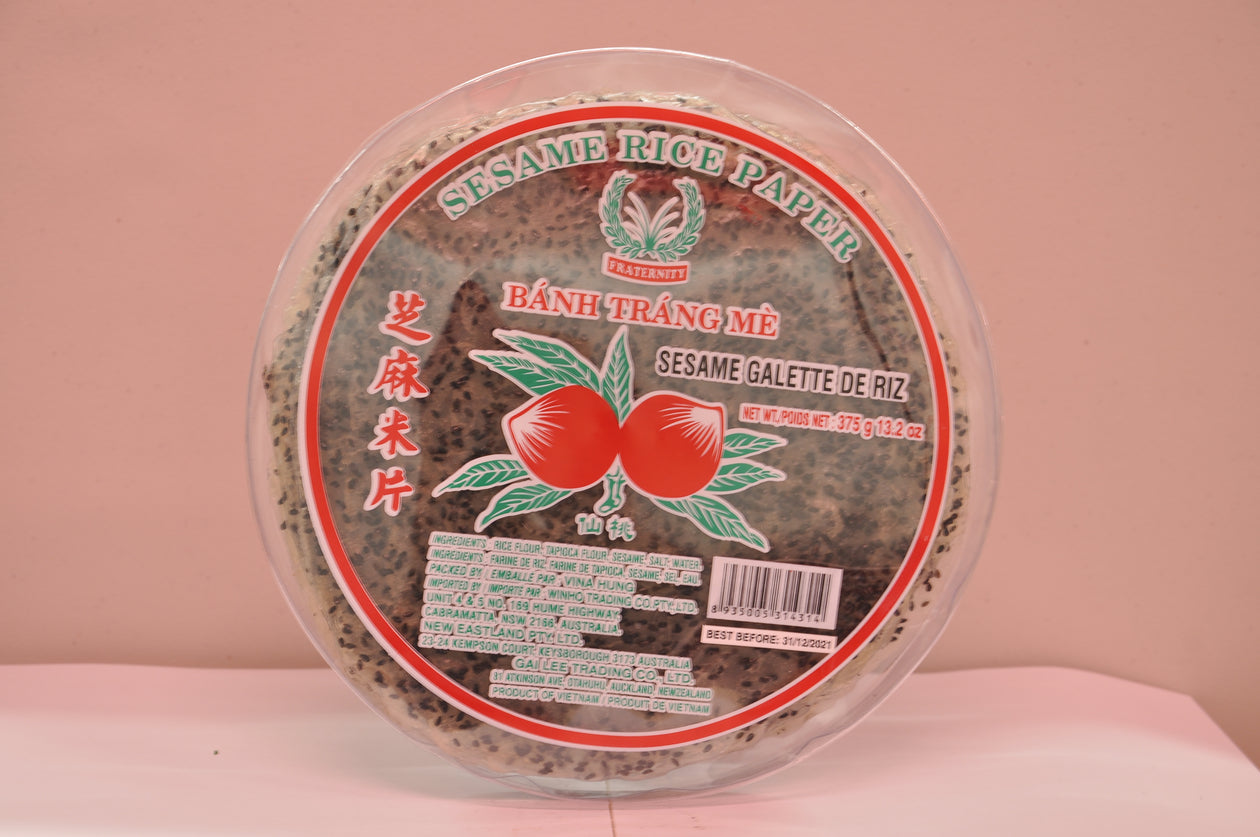 SESAME RICE PAPER
FRATERNITY
BÁNH TRÁNG MÈ
芝麻米片
SESAME GALETTE DE RIZ
NET WT./POIDS NET : 375 g 13.2 oz
仙桃
INGREDIENTS : RICE FLOUR, TAPIOCA FLOUR, SESAME, SALT, WATER.
INGREDIENTS : FARINE DE RIZ, FARINE DE TAPIOCA, SESAME, SEL, EAU.
PACKED BY / EMBALLE PAR : VINA HUNG
IMPORTED BY / IMPORTE PAR : WINHO TRADING CO.PTY.LTD.
UNIT 4 & 5 NO. 169 HUME HIGHWAY,
CABRAMATTA, NSW 2166, AUSTRALIA.
NEW EASTLAND PTY. LTD.
23-24 KEMPSON COURT, KEYSBOROUGH 3173 AUSTRALIA
GAI LEE TRADING CO., LTD.
31 ATKINSON AVE, OTAHUHU, AUCKLAND, NEWZEALAND
PRODUCT OF VIETNAM / PRODUIT DE VIETNAM
8 935005 314314
BEST BEFORE: 31/12/2021